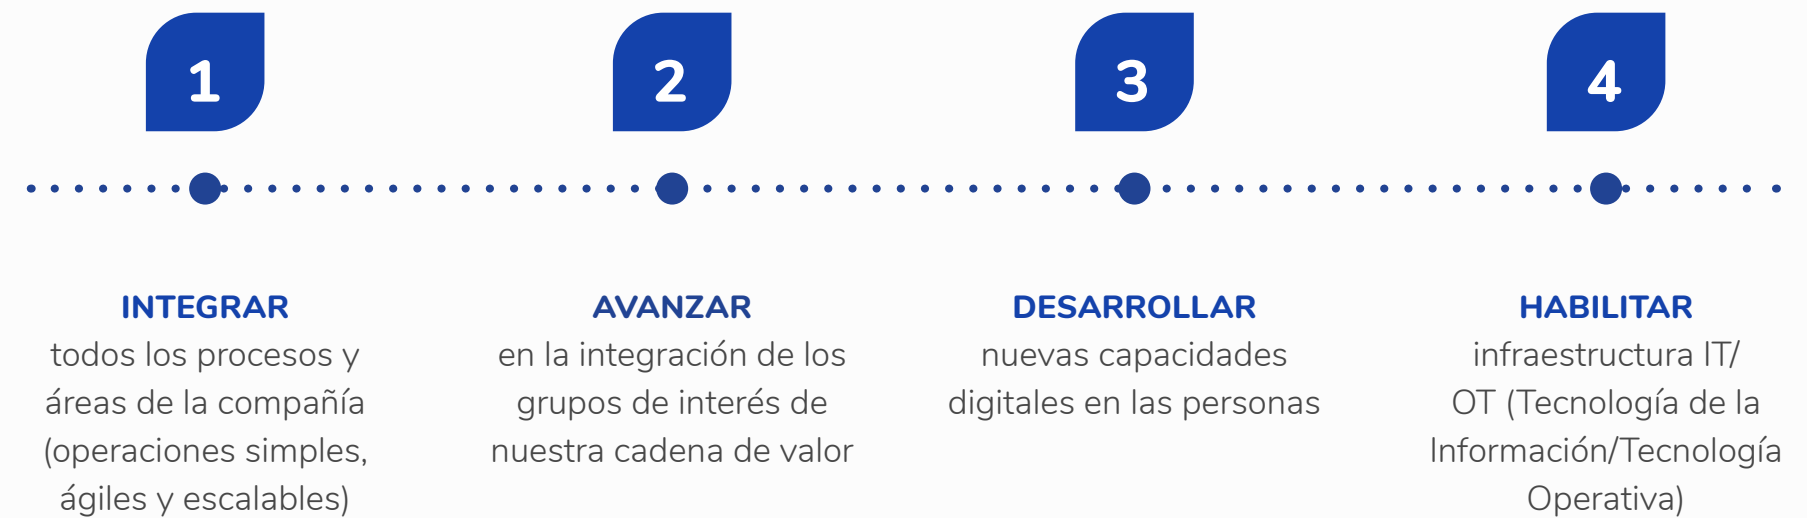 1
INTEGRAR
todos los procesos y
áreas de la compañía
(operaciones simples,
ágiles y escalables)
2
AVANZAR
en la integración de los
grupos de interés de
nuestra cadena de valor
3
DESARROLLAR
nuevas capacidades
digitales en las personas
4
HABILITAR
infraestructura IT/
OT (Tecnología de la
Información/Tecnología
Operativa)